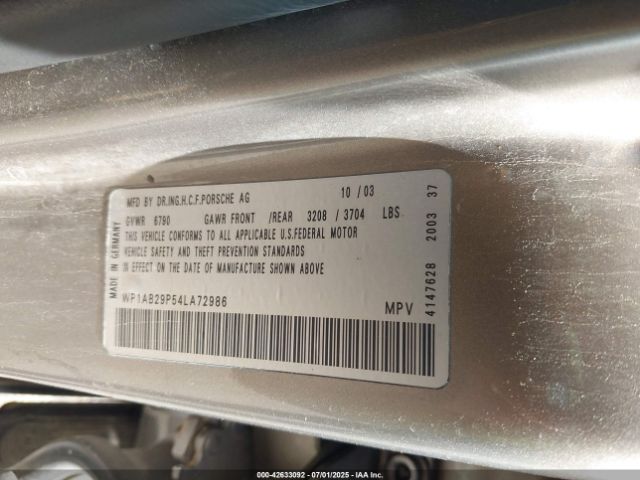 MFD BY DR.ING.H.C.F.PORSCHE AG 10 / 03
GVWR 6790 GAWR FRONT /REAR 3208 / 3704 LBS
THIS VEHICLE CONFORMS TO ALL APPLICABLE U.S.FEDERAL MOTOR
VEHICLE SAFETY AND THEFT PREVENTION STANDARDS
IN EFFECT ON THE DATE OF MANUFACTURE SHOWN ABOVE
WP1AB29P54LA72986 MPV
MADE IN GERMANY
4147628 2003 37
000-42633092 - 07/01/2025 - IAA Inc.